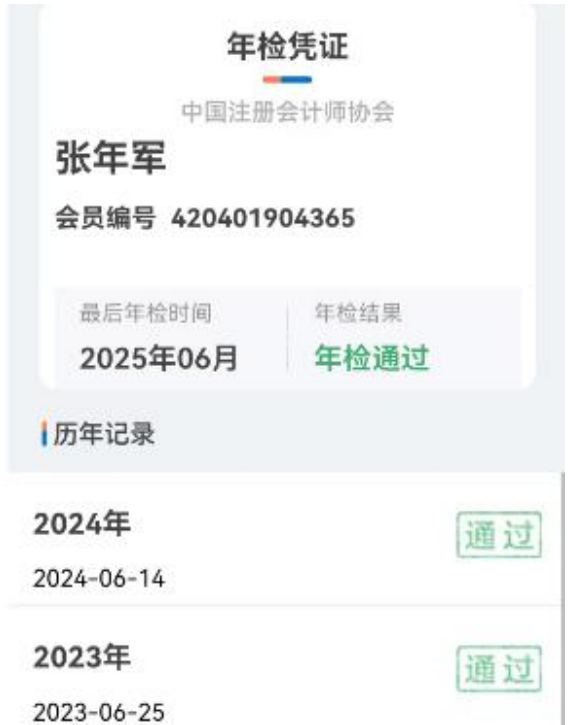 年检凭证
中国注册会计师协会
张年军
会员编号 420401904365
最后年检时间 年检结果
2025年06月 年检通过
历年记录
2024年 通过
2024-06-14
2023年 通过
2023-06-25